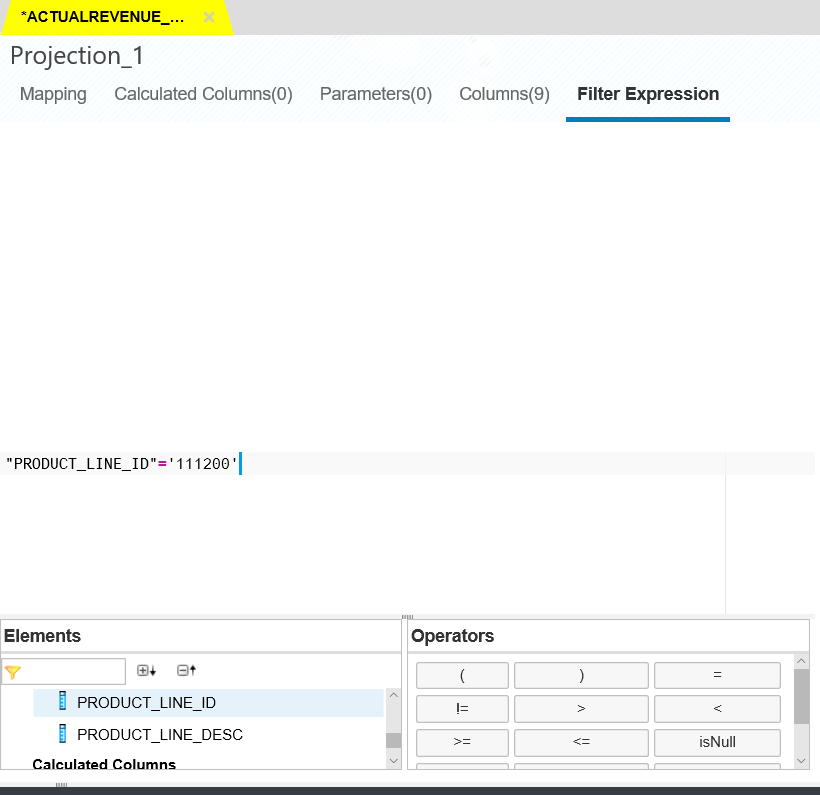 *ACTUALREVENUE_...
Projection_1
Mapping Calculated Columns(0) Parameters(0) Columns(9) Filter Expression
"PRODUCT_LINE_ID"='111200'
Elements
PRODUCT_LINE_ID
PRODUCT_LINE_DESC
Calculated Columns
Operators
( ) =
!= > <
>= <= isNull